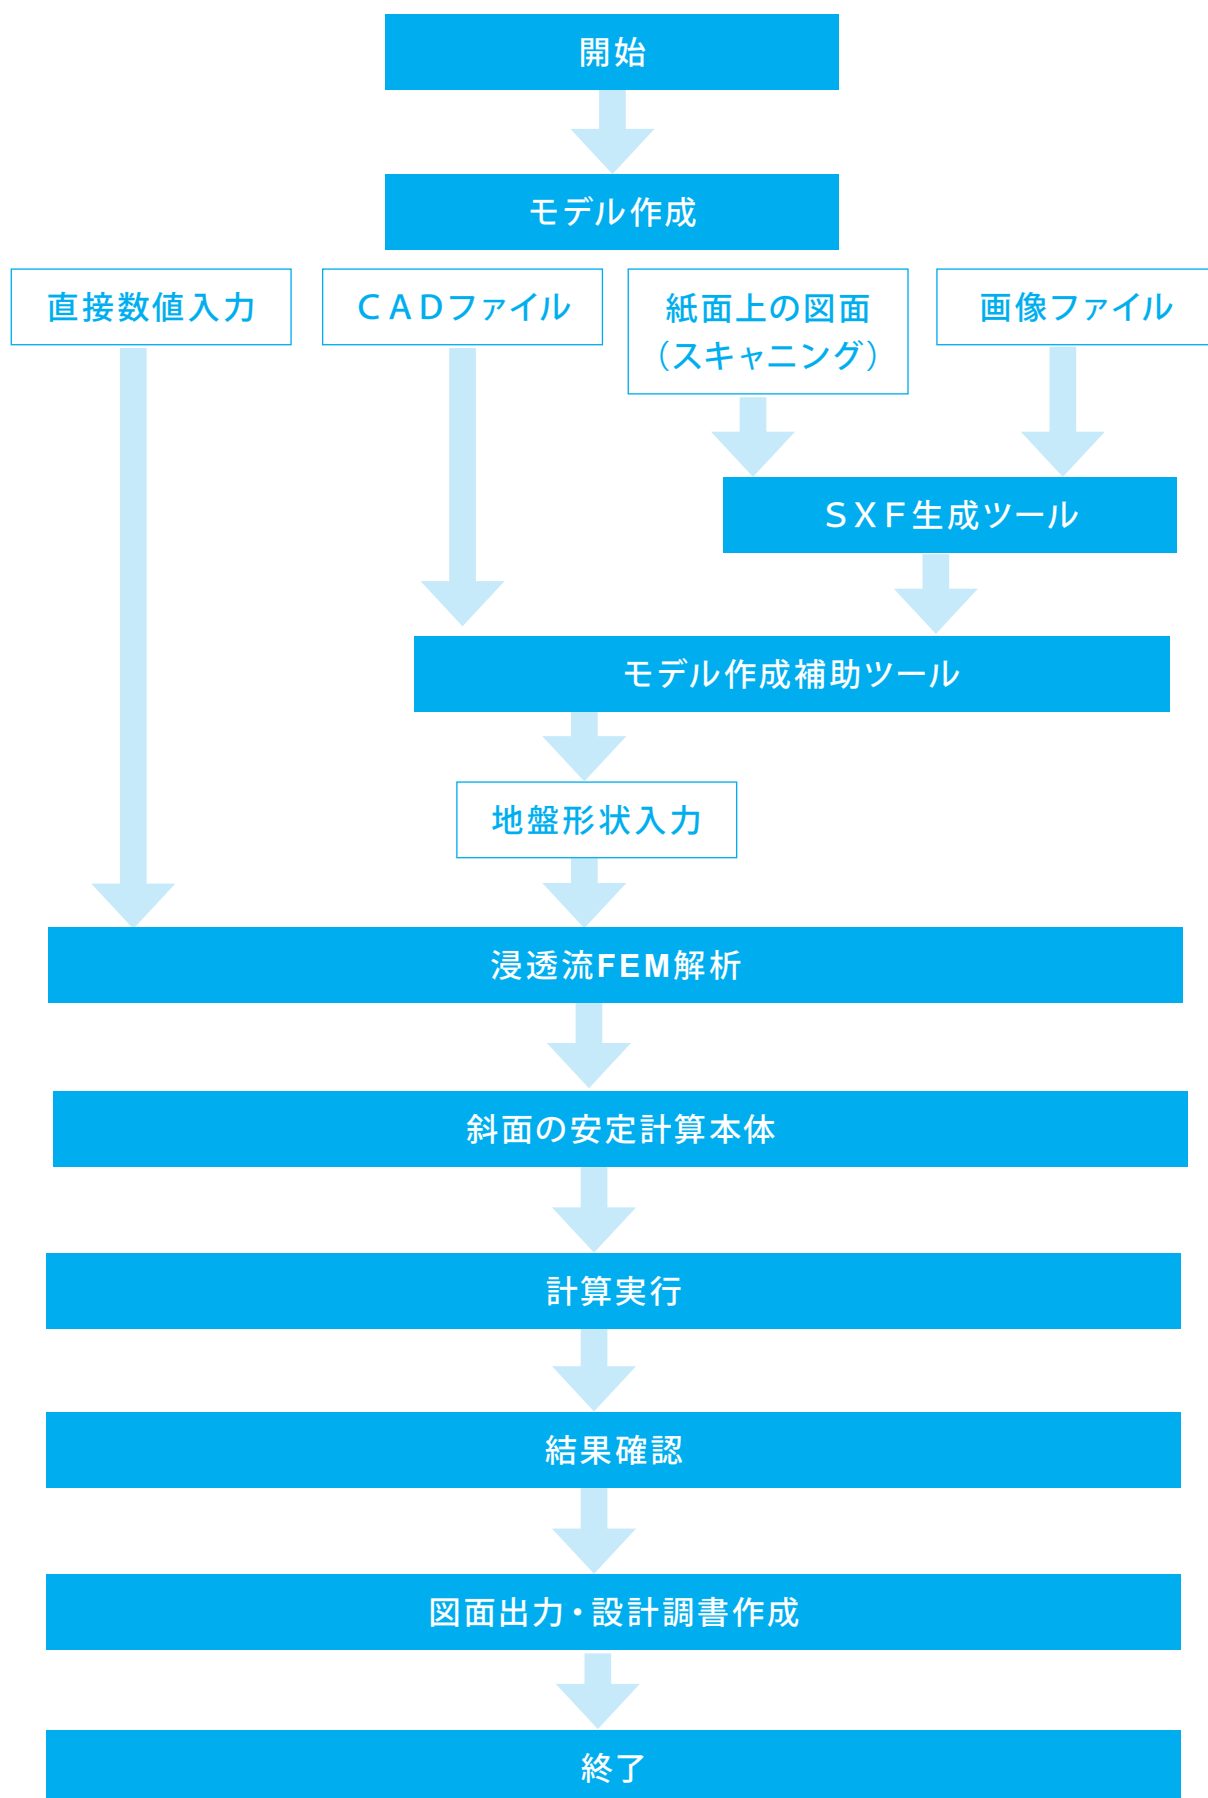 開始
モデル作成
直接数値入力
ＣＡＤファイル
紙面上の図面
（スキャニング）
画像ファイル
ＳＸＦ生成ツール
モデル作成補助ツール
地盤形状入力
浸透流FEM解析
斜面の安定計算本体
計算実行
結果確認
図面出力・設計調書作成
終了